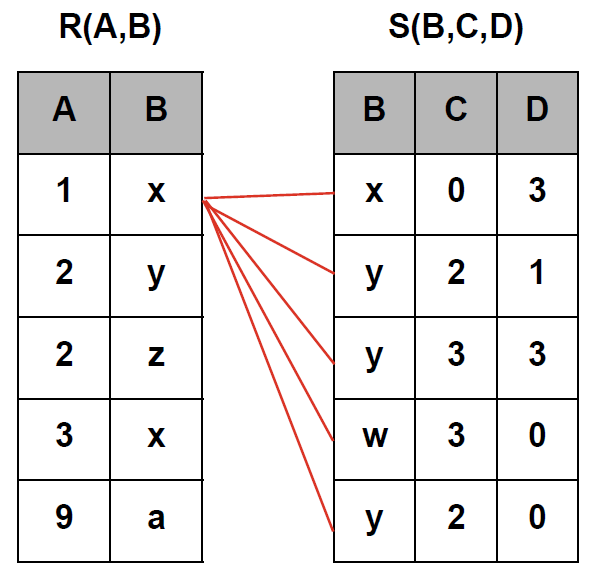 R(A,B) S(B,C,D)
A B B C D
1 x x 0 3
2 y y 2 1
2 z y 3 3
3 x w 3 0
9 a y 2 0